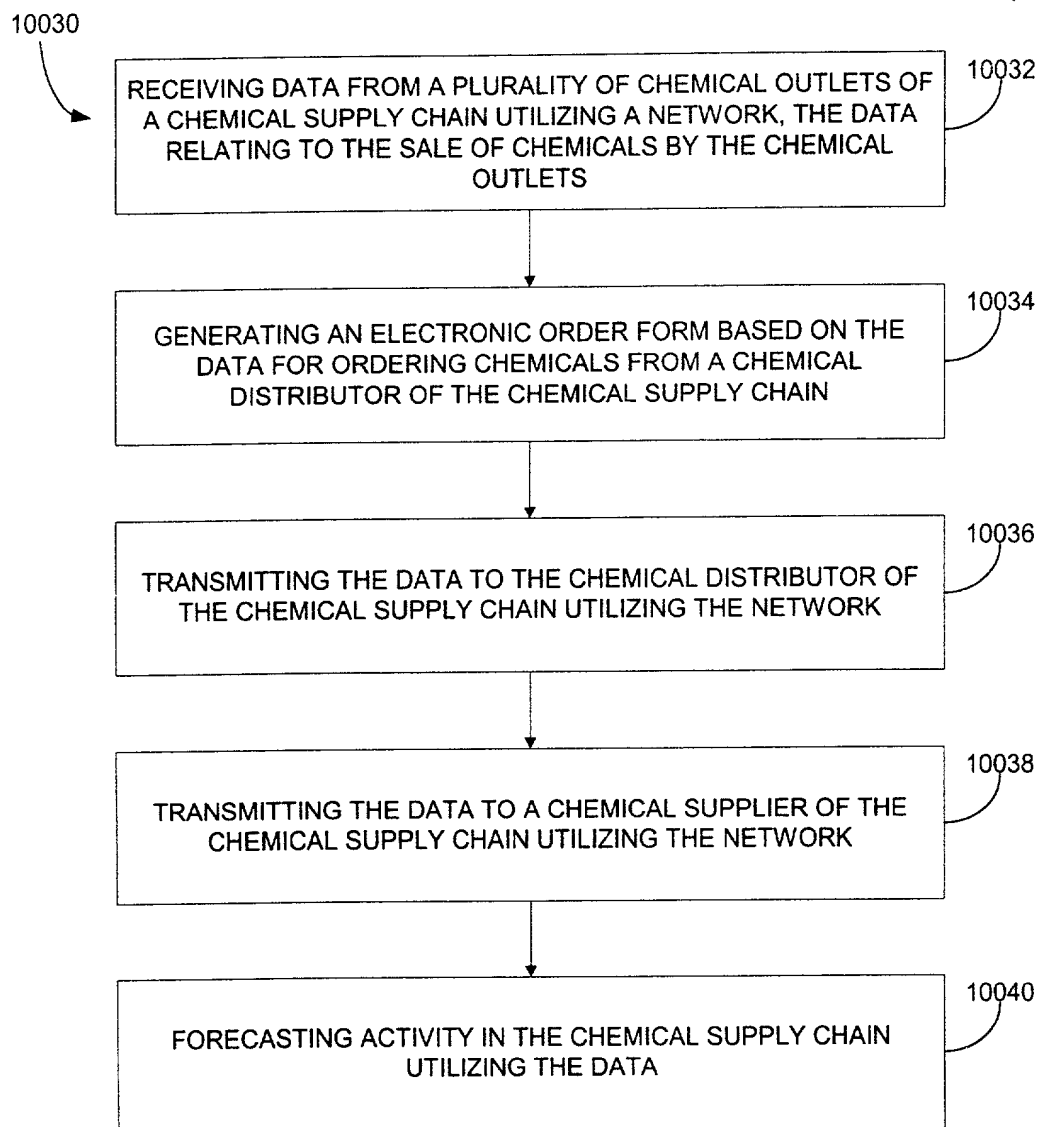 10030
10032
RECEIVING DATA FROM A PLURALITY OF CHEMICAL OUTLETS OF
A CHEMICAL SUPPLY CHAIN UTILIZING A NETWORK, THE DATA
RELATING TO THE SALE OF CHEMICALS BY THE CHEMICAL
OUTLETS
10034
GENERATING AN ELECTRONIC ORDER FORM BASED ON THE
DATA FOR ORDERING CHEMICALS FROM A CHEMICAL
DISTRIBUTOR OF THE CHEMICAL SUPPLY CHAIN
10036
TRANSMITTING THE DATA TO THE CHEMICAL DISTRIBUTOR OF
THE CHEMICAL SUPPLY CHAIN UTILIZING THE NETWORK
10038
TRANSMITTING THE DATA TO A CHEMICAL SUPPLIER OF THE
CHEMICAL SUPPLY CHAIN UTILIZING THE NETWORK
10040
FORECASTING ACTIVITY IN THE CHEMICAL SUPPLY CHAIN
UTILIZING THE DATA